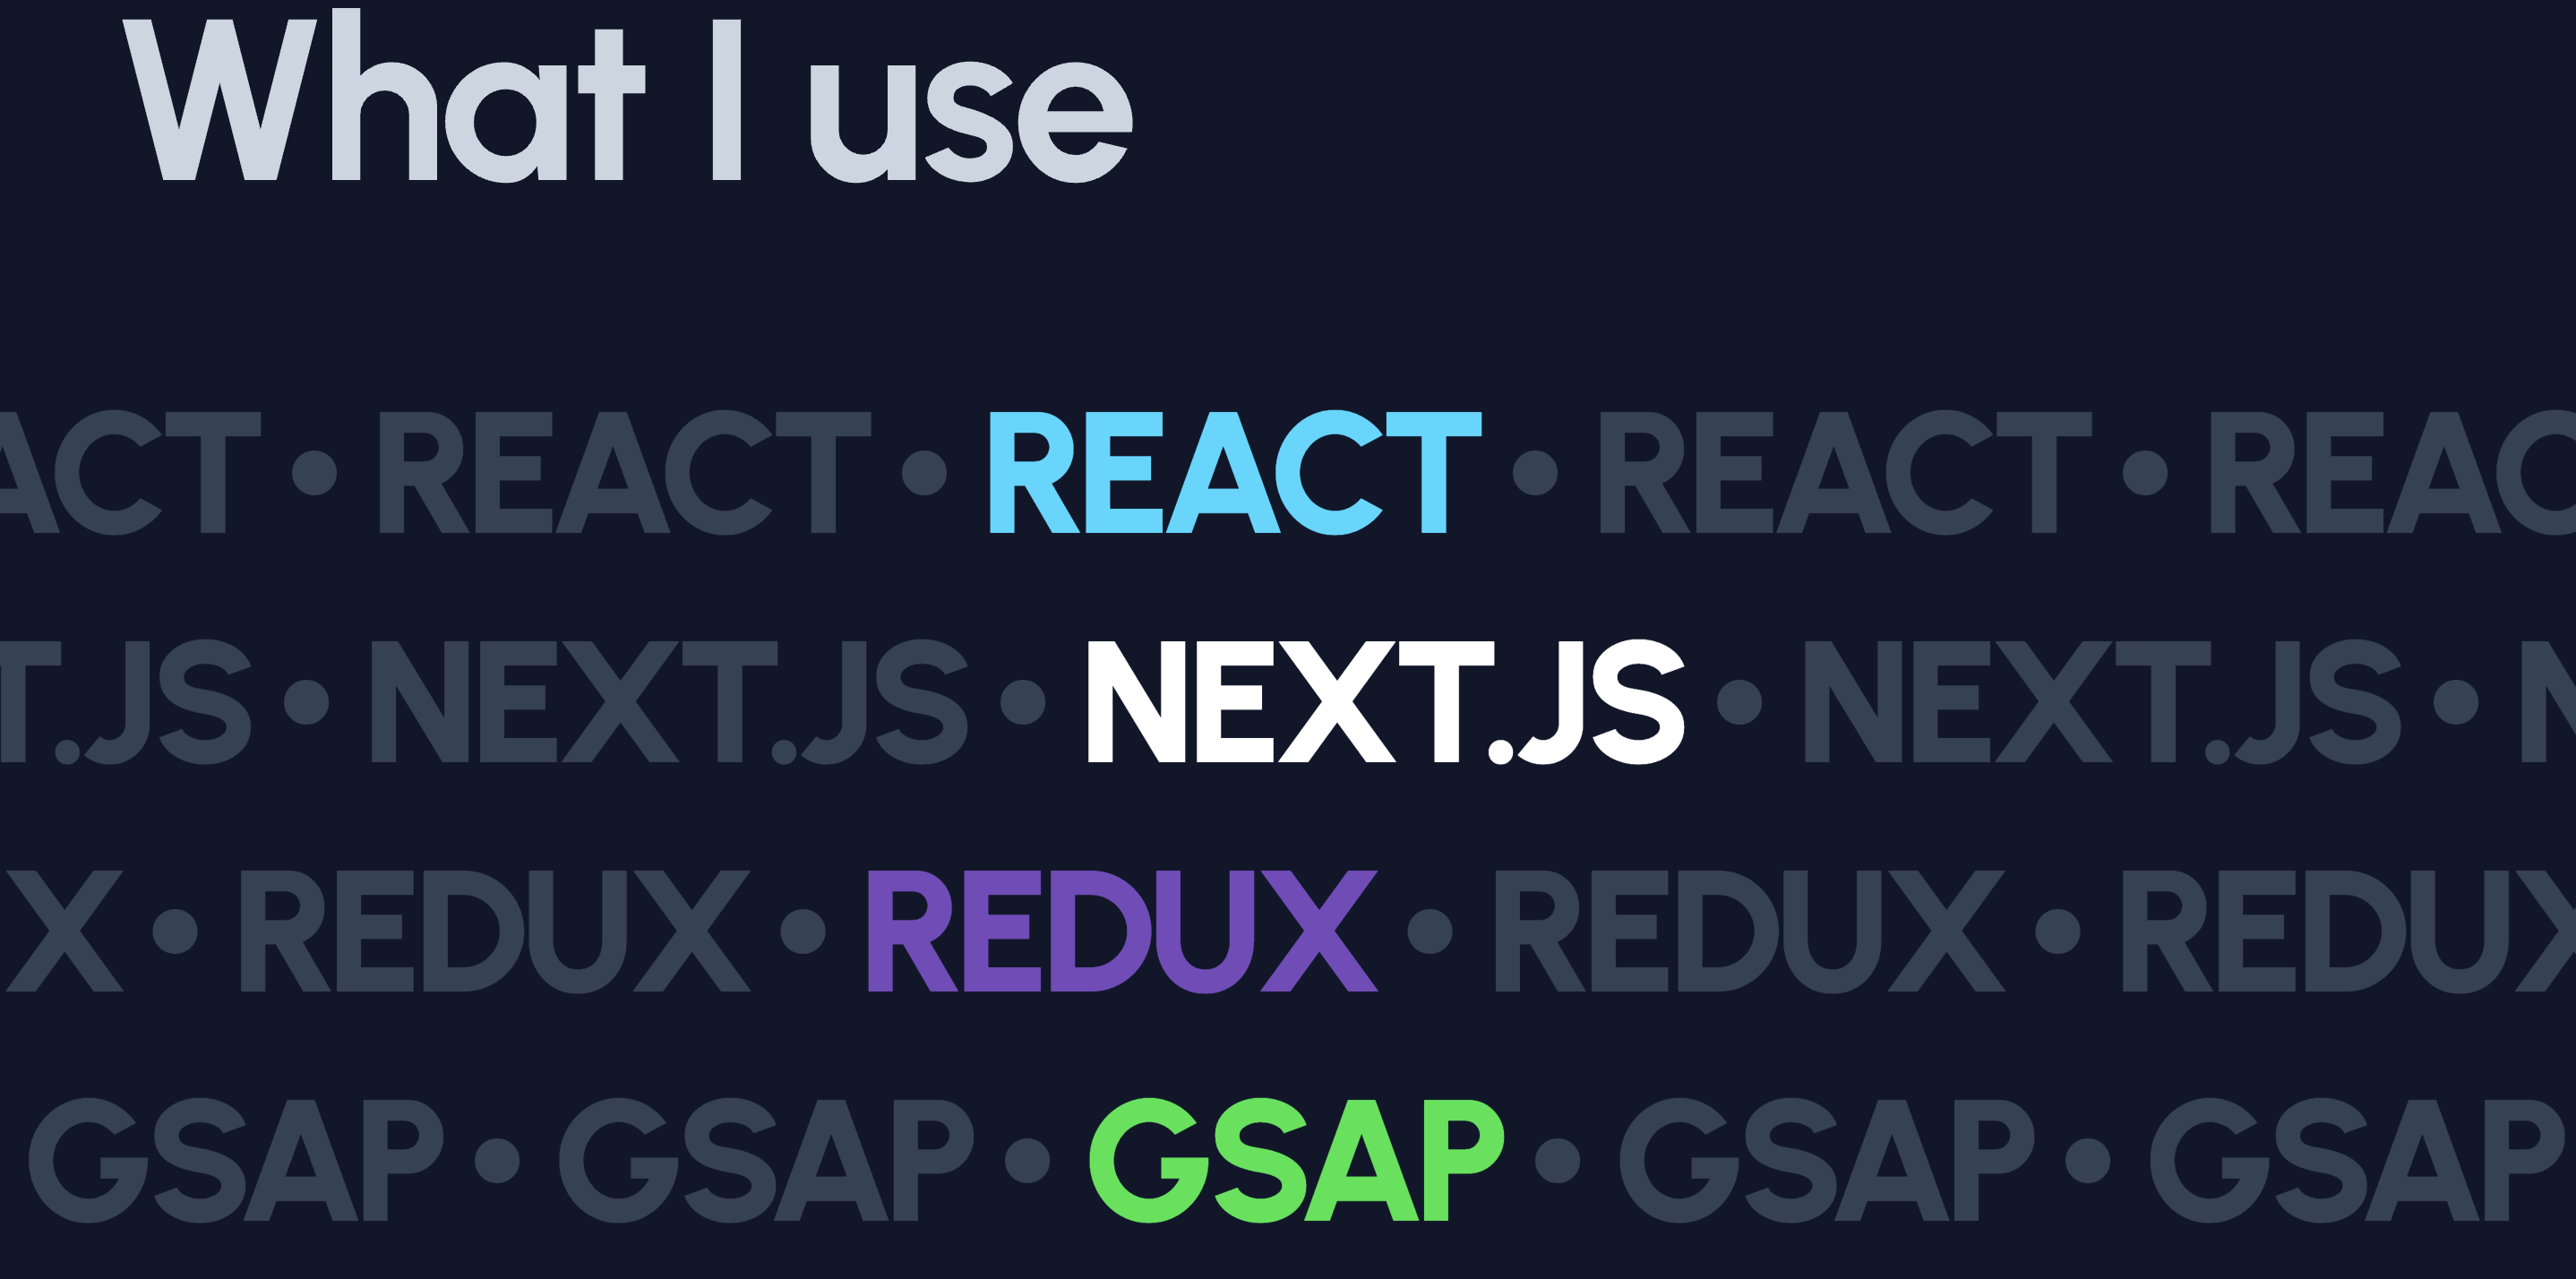 What I use
ACT • REACT • REACT • REACT • REAC
T.JS • NEXT.JS • NEXT.JS • NEXT.JS • N
X • REDUX • REDUX • REDUX • REDUX
GSAP • GSAP • GSAP • GSAP • GSAP